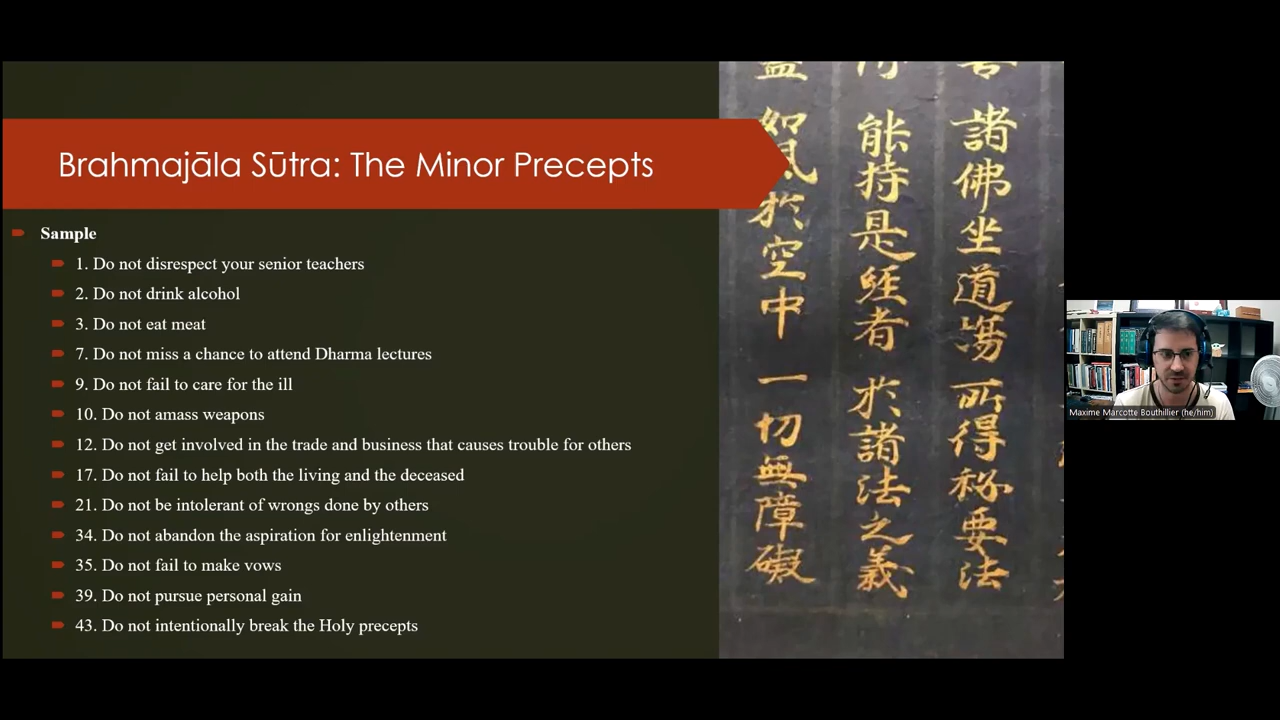 Brahmajāla Sūtra: The Minor Precepts
Sample
1. Do not disrespect your senior teachers
2. Do not drink alcohol
3. Do not eat meat
7. Do not miss a chance to attend Dharma lectures
9. Do not fail to care for the ill
10. Do not amass weapons
12. Do not get involved in the trade and business that causes trouble for others
17. Do not fail to help both the living and the deceased
21. Do not be intolerant of wrongs done by others
34. Do not abandon the aspiration for enlightenment
35. Do not fail to make vows
39. Do not pursue personal gain
43. Do not intentionally break the Holy precepts
諸佛坐道場 所得秘要法
能持是經者 於諸法之義
如風於空中 一切無障礙
Maxime Marcotte Bouthillier (he/him)